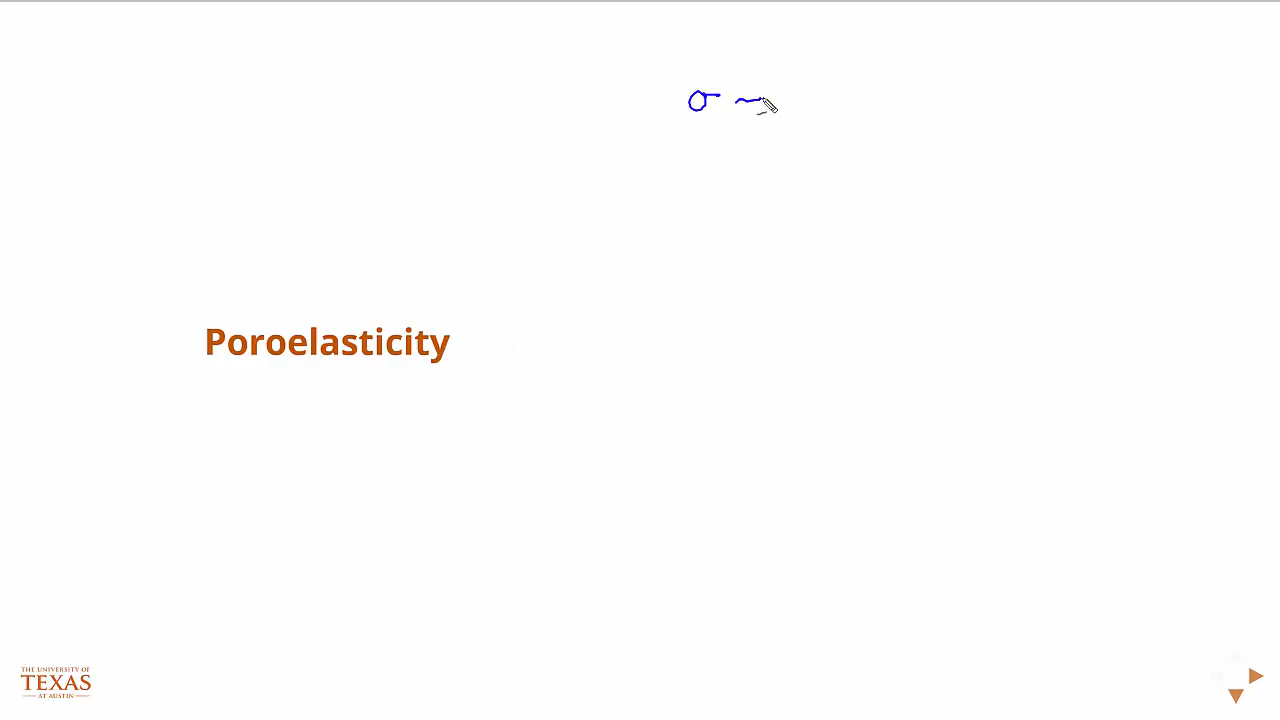 σ ~
Poroelasticity
THE UNIVERSITY OF
TEXAS
AT AUSTIN